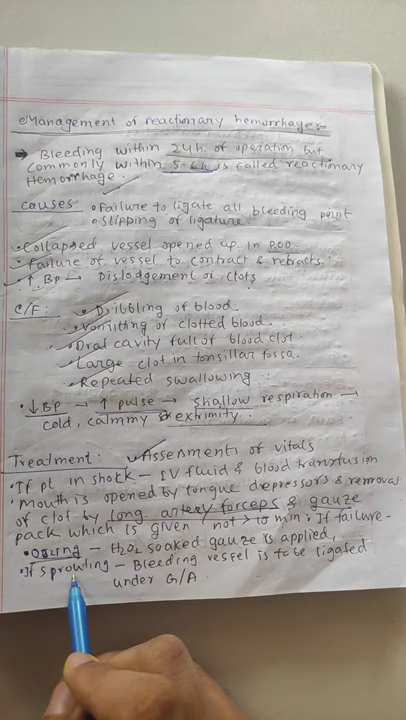 Management of reactionary hemorrhage:-
→ Bleeding within 24h. of operation but
Commonly within 5-6h is called reactionary
Hemorrhage.
Causes: • Failure to ligate all bleeding point
• Slipping of ligature
• Collapsed vessel opened up in P.O.O.
• Failure of vessel to contract & retracts.
• ↑ BP → Dislodgement of clots
C/F: • Dribbling of blood.
• Vomitting of clotted blood.
• Oral cavity full of blood clot.
• Large clot in tonsillar fossa.
• Repeated swallowing
• ↓BP → ↑ pulse → shallow respiration →
cold, calmmy extrimity.
Treatment: Assenments of vitals
• If pt in shock - IV fluid & blood transfusim
• Mouth is opened by tongue depressors & removal
of clot by long artery forceps & gauze
pack which is given not > 10 min. If failure-
• Oozing - H2O2 soaked gauze is applied,
• If sprouling - Bleeding vessel is to be ligated
under G/A